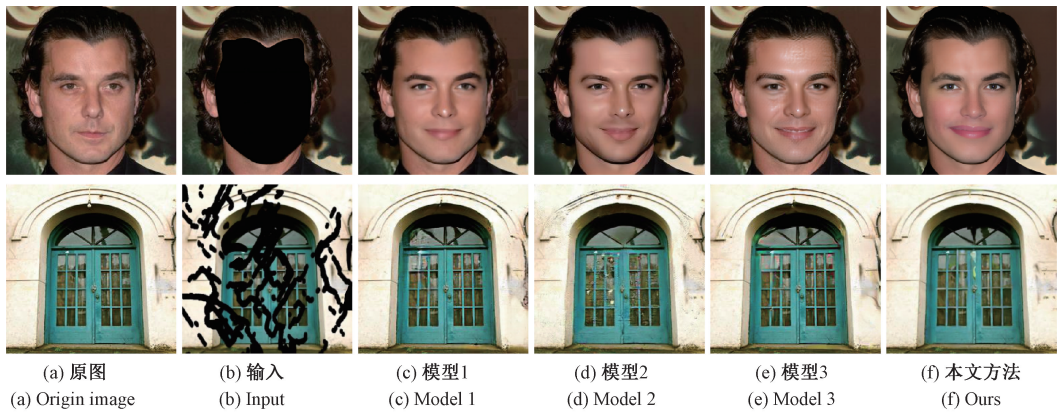 (a) 原图 (b) 输入 (c) 模型1 (d) 模型2 (e) 模型3 (f) 本文方法
(a) Origin image (b) Input (c) Model 1 (d) Model 2 (e) Model 3 (f) Ours